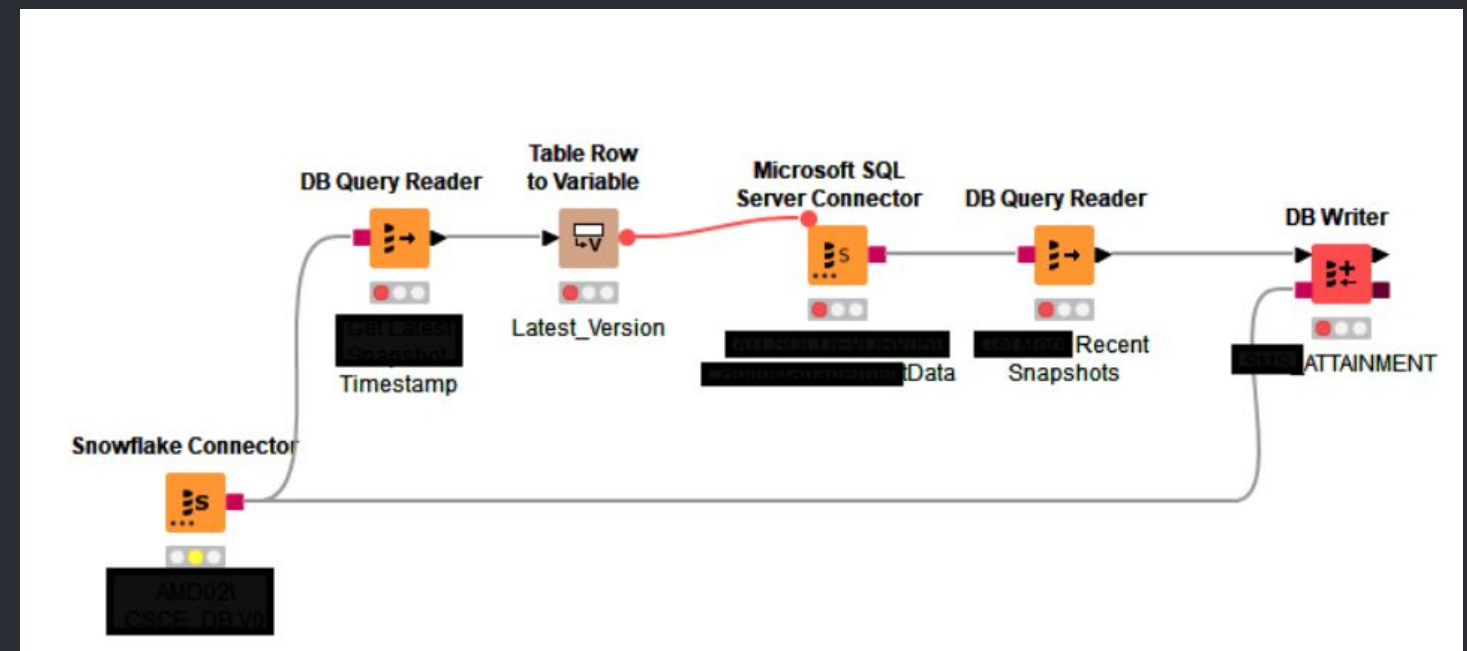 Table Row
to Variable
DB Query Reader
Microsoft SQL
Server Connector
DB Query Reader
DB Writer
Timestamp
Latest_Version
Data
Recent
Snapshots
ATTAINMENT
Snowflake Connector